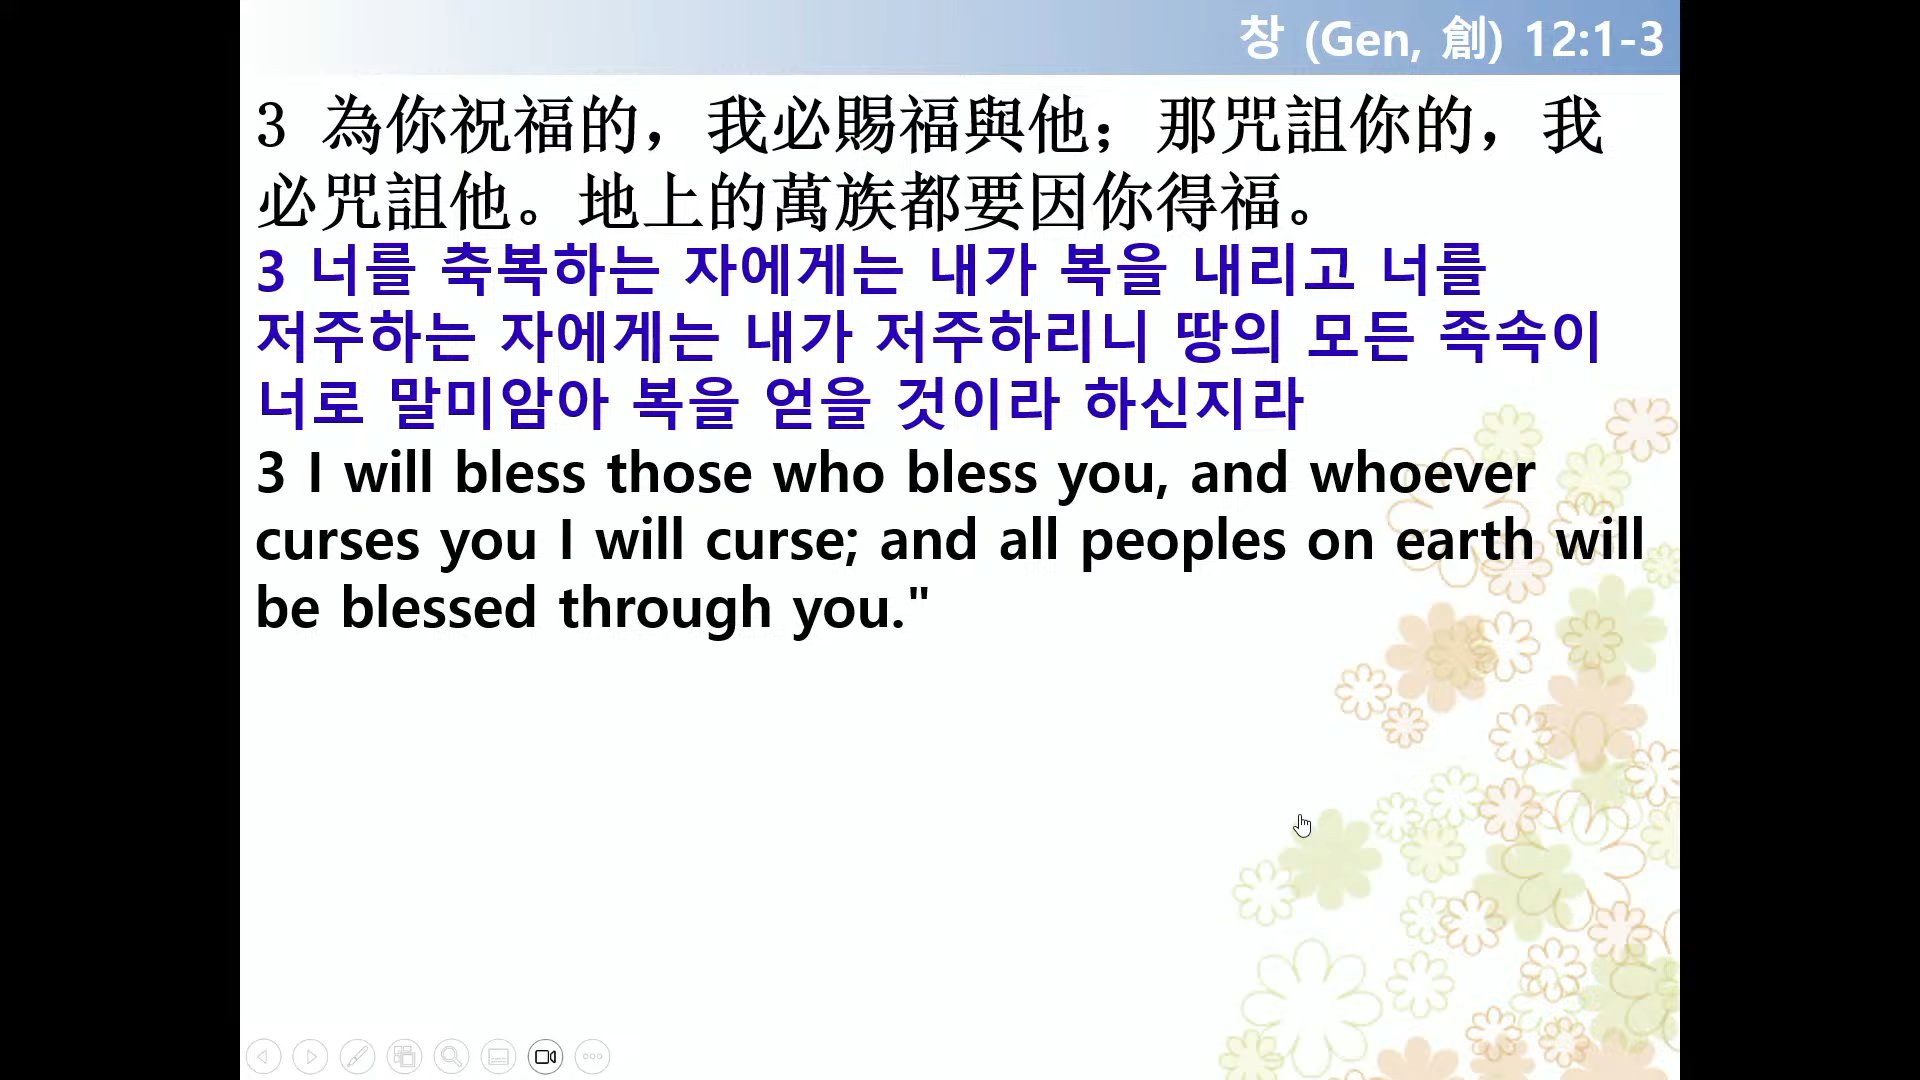 창 (Gen, 創) 12:1-3
3 為你祝福的，我必賜福與他；那咒詛你的，我
必咒詛他。地上的萬族都要因你得福。
3 너를 축복하는 자에게는 내가 복을 내리고 너를
저주하는 자에게는 내가 저주하리니 땅의 모든 족속이
너로 말미암아 복을 얻을 것이라 하신지라
3 I will bless those who bless you, and whoever
curses you I will curse; and all peoples on earth will
be blessed through you."